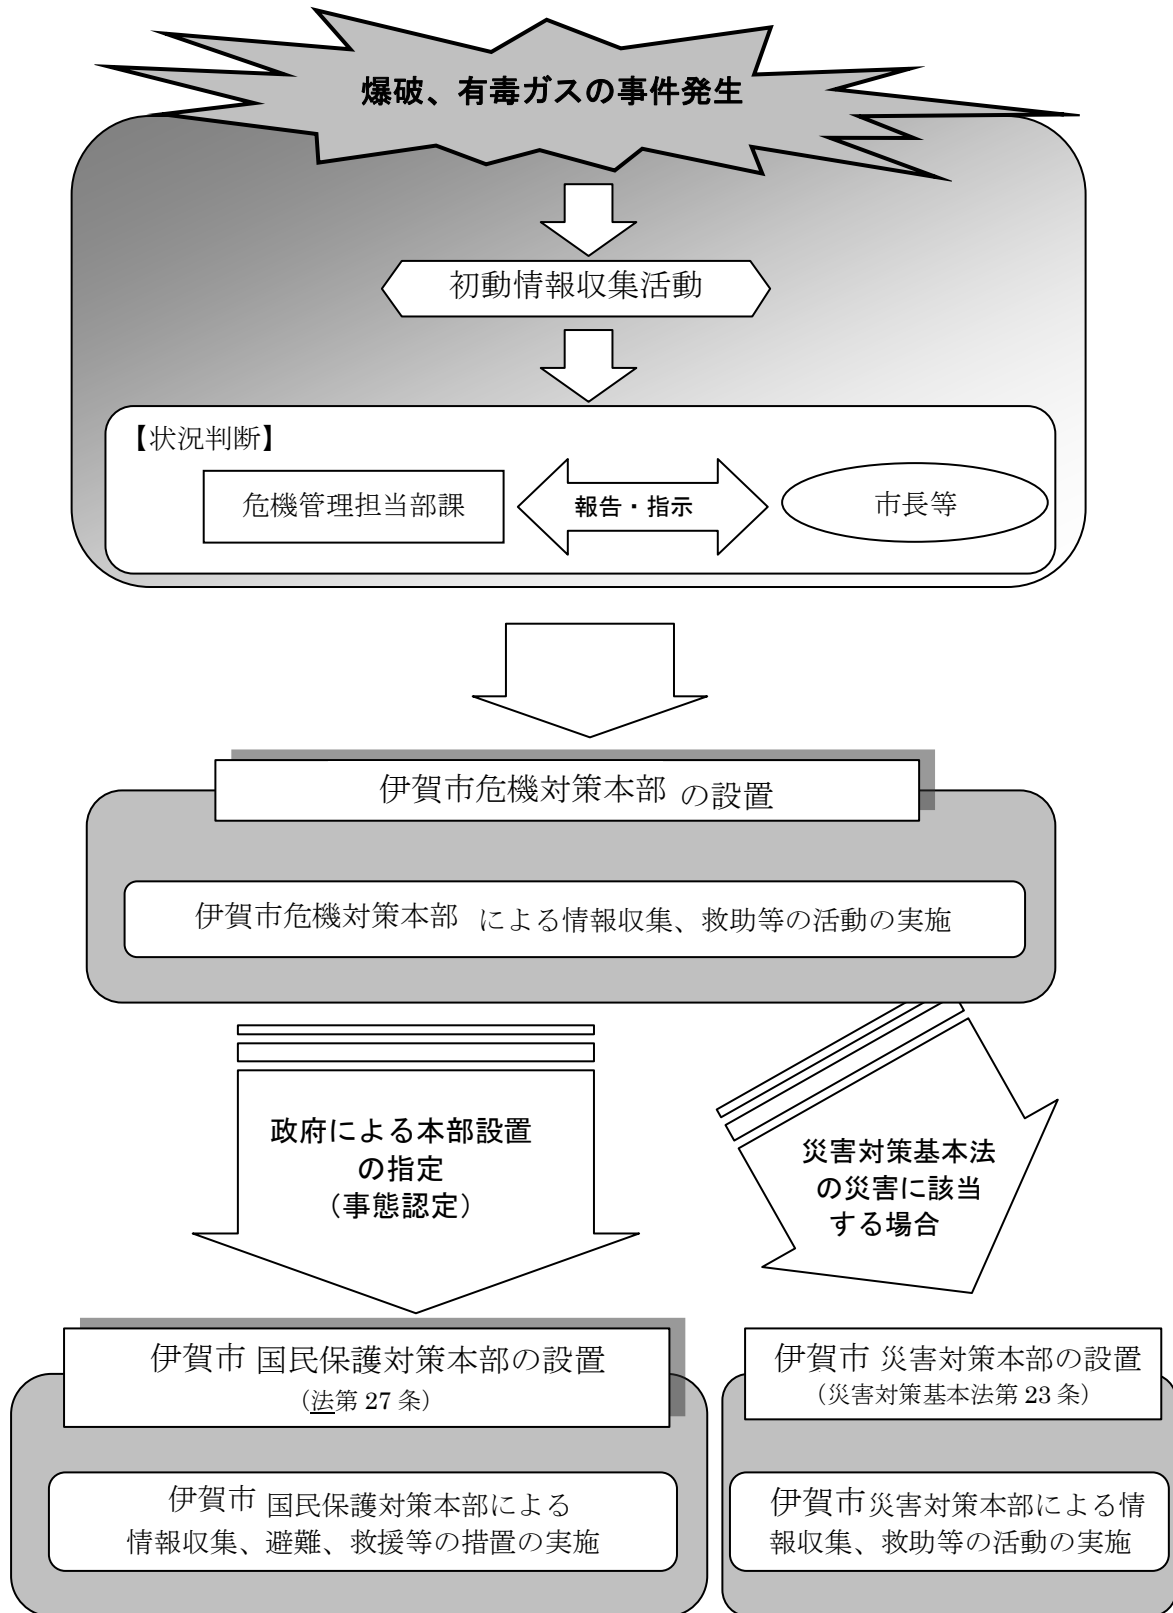 爆破、有毒ガスの事件発生
初動情報収集活動
【状況判断】
危機管理担当部課
報告・指示
市長等
伊賀市危機対策本部 の設置
伊賀市危機対策本部 による情報収集、救助等の活動の実施
政府による本部設置
の指定
（事態認定）
災害対策基本法
の災害に該当
する場合
伊賀市 国民保護対策本部の設置
（法第 27 条）
伊賀市 国民保護対策本部による
情報収集、避難、救援等の措置の実施
伊賀市 災害対策本部の設置
（災害対策基本法第 23 条）
伊賀市 災害対策本部による情
報収集、救助等の活動の実施